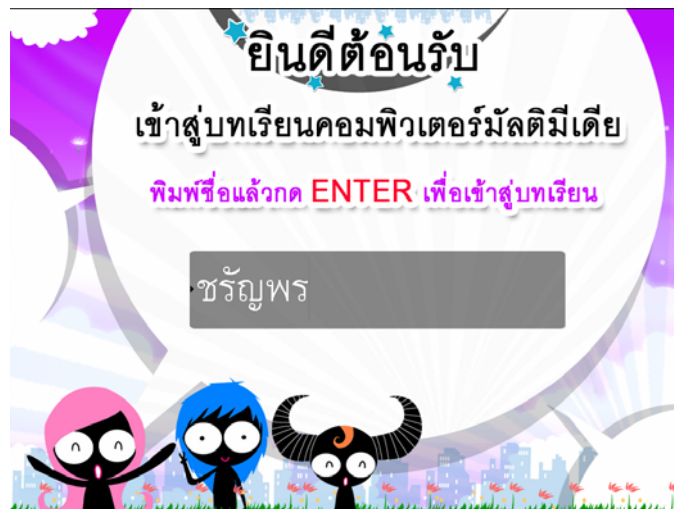 ยินดีต้อนรับ
เข้าสู่บทเรียนคอมพิวเตอร์มัลติมีเดีย
พิมพ์ชื่อแล้วกด ENTER เพื่อเข้าสู่บทเรียน
ชรัญพร